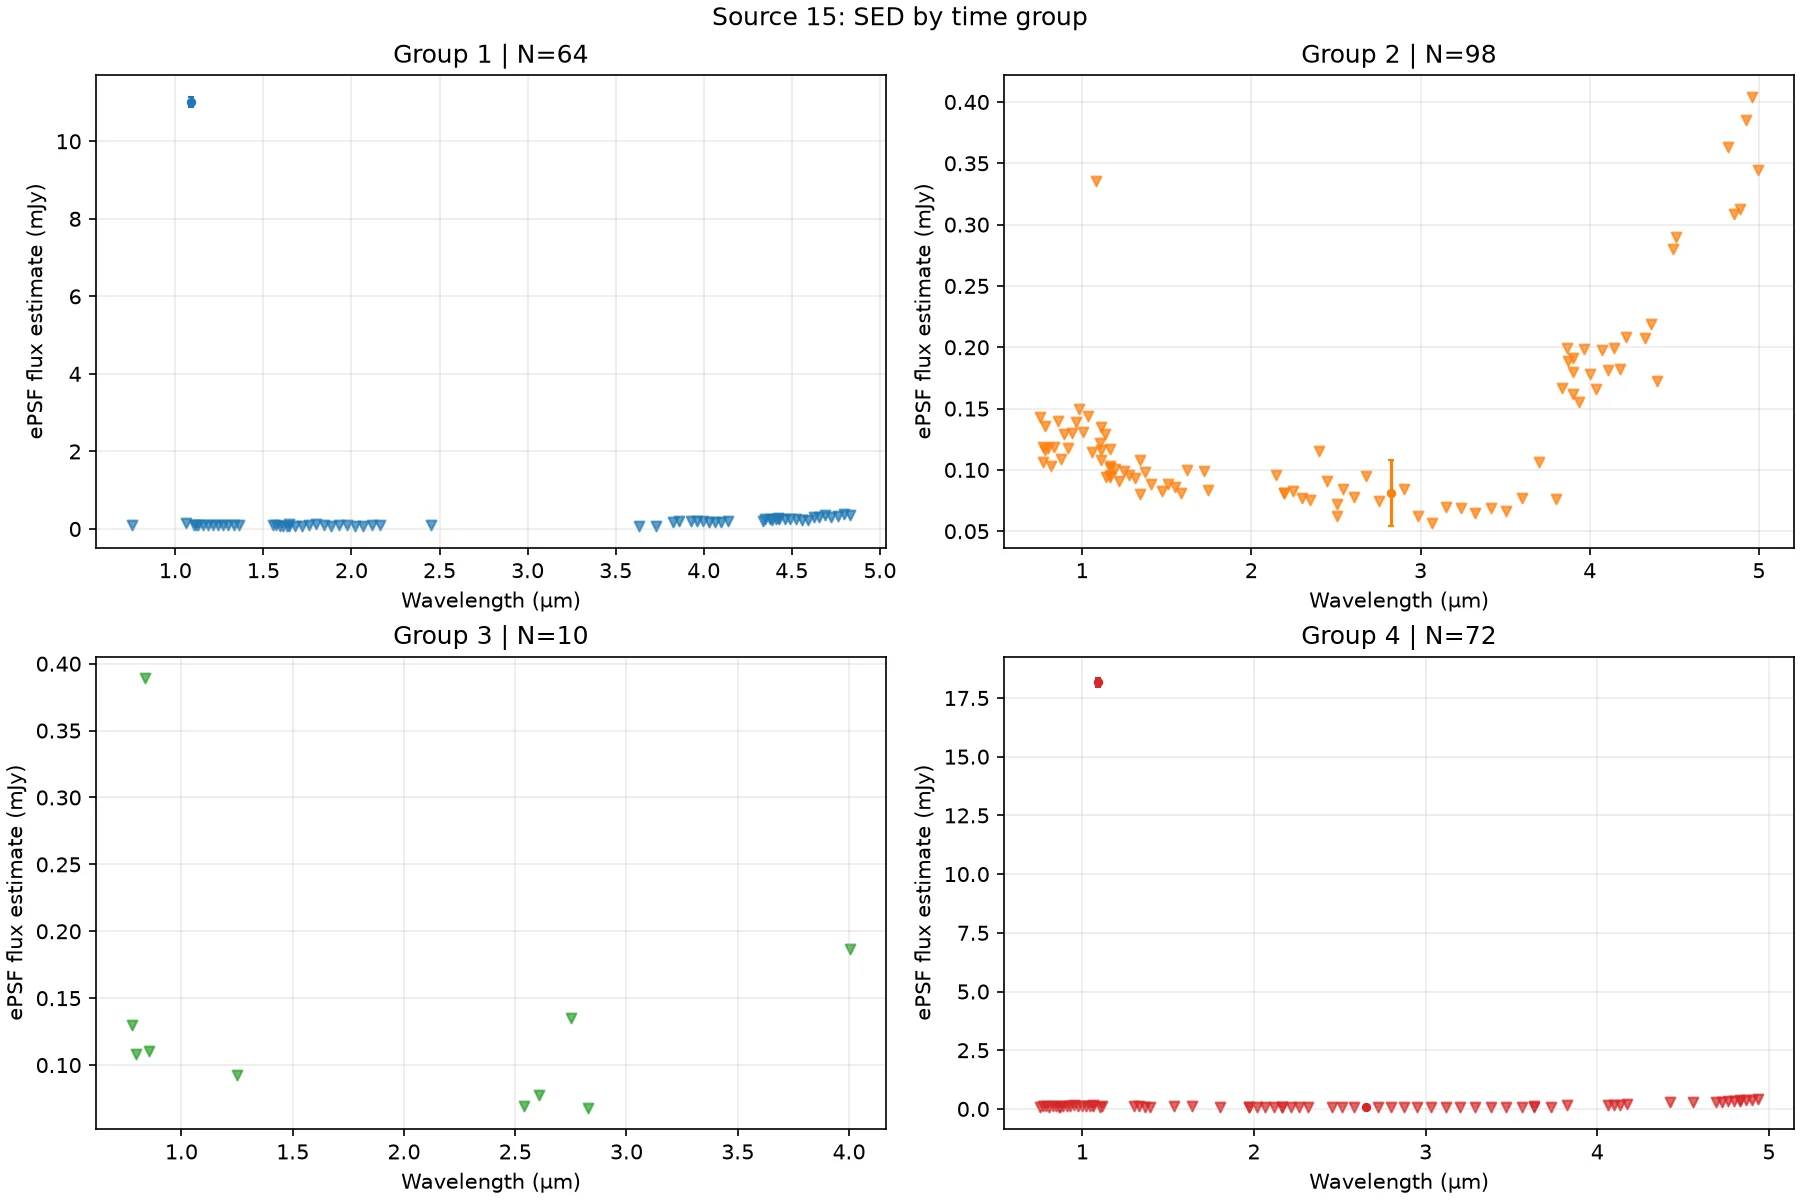 Source 15: SED by time group
Group 1 | N=64
ePSF flux estimate (mJy)
10
8
6
4
2
0
1.0 1.5 2.0 2.5 3.0 3.5 4.0 4.5 5.0
Wavelength (μm)
Group 2 | N=98
ePSF flux estimate (mJy)
0.40
0.35
0.30
0.25
0.20
0.15
0.10
0.05
1 2 3 4 5
Wavelength (μm)
Group 3 | N=10
ePSF flux estimate (mJy)
0.40
0.35
0.30
0.25
0.20
0.15
0.10
1.0 1.5 2.0 2.5 3.0 3.5 4.0
Wavelength (μm)
Group 4 | N=72
ePSF flux estimate (mJy)
17.5
15.0
12.5
10.0
7.5
5.0
2.5
0.0
1 2 3 4 5
Wavelength (μm)